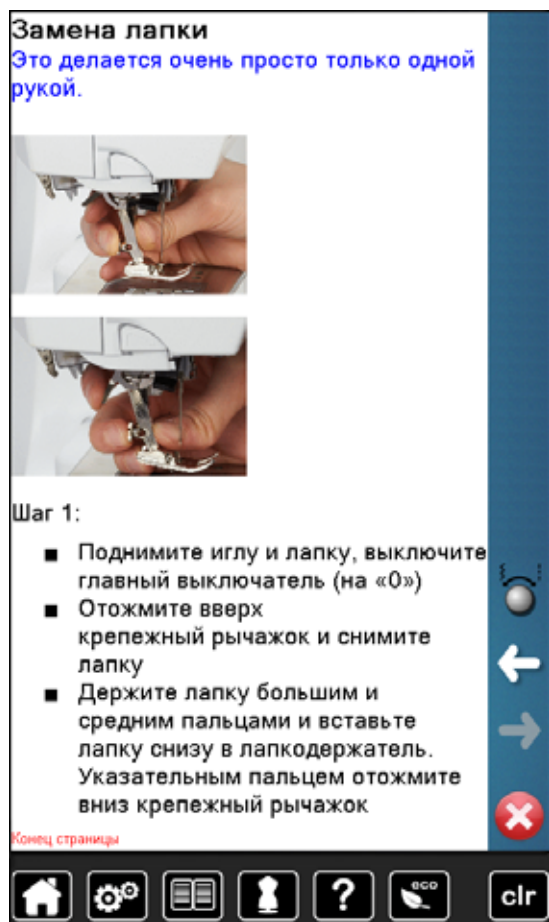 Замена лапки
Это делается очень просто только одной
рукой.
Шаг 1:
■ Поднимите иглу и лапку, выключите
главный выключатель (на «0»)
■ Отожмите вверх
крепежный рычажок и снимите
лапку
■ Держите лапку большим и
средним пальцами и вставьте
лапку снизу в лапкодержатель.
Указательным пальцем отожмите
вниз крепежный рычажок
Конец страницы
?
eco
clr